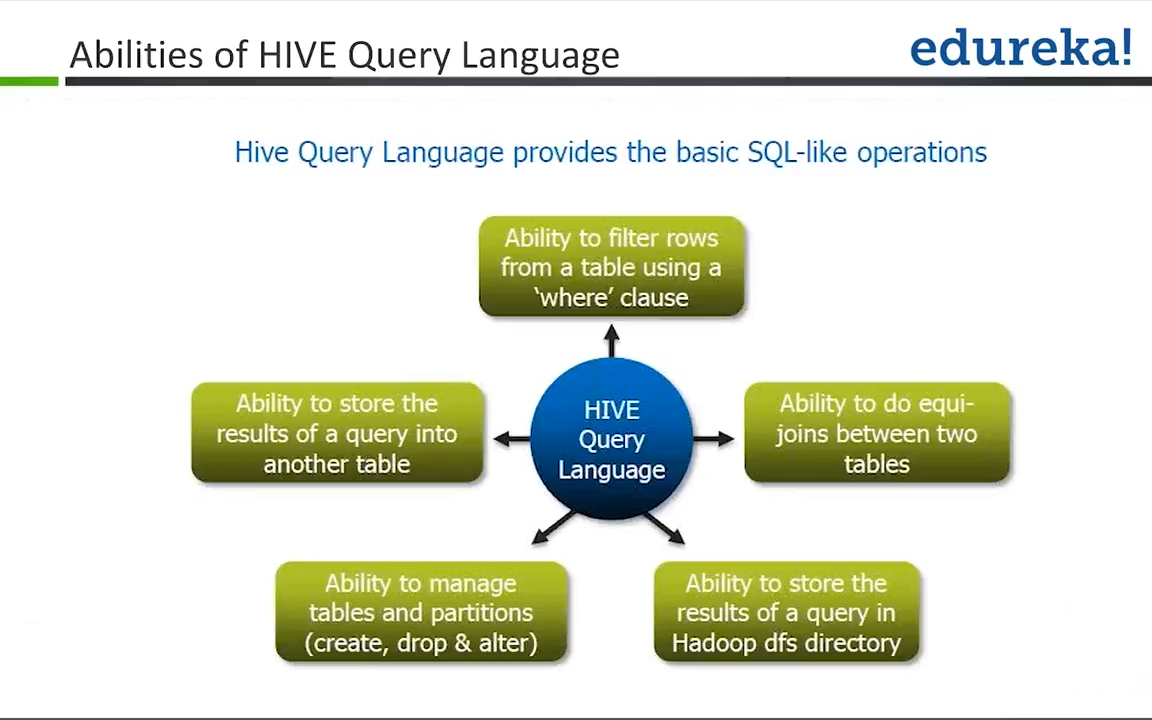 Abilities of HIVE Query Language
edureka!
Hive Query Language provides the basic SQL-like operations
Ability to filter rows
from a table using a
‘where’ clause
Ability to store the
results of a query into
another table
HIVE
Query
Language
Ability to do equi-
joins between two
tables
Ability to manage
tables and partitions
(create, drop & alter)
Ability to store the
results of a query in
Hadoop dfs directory